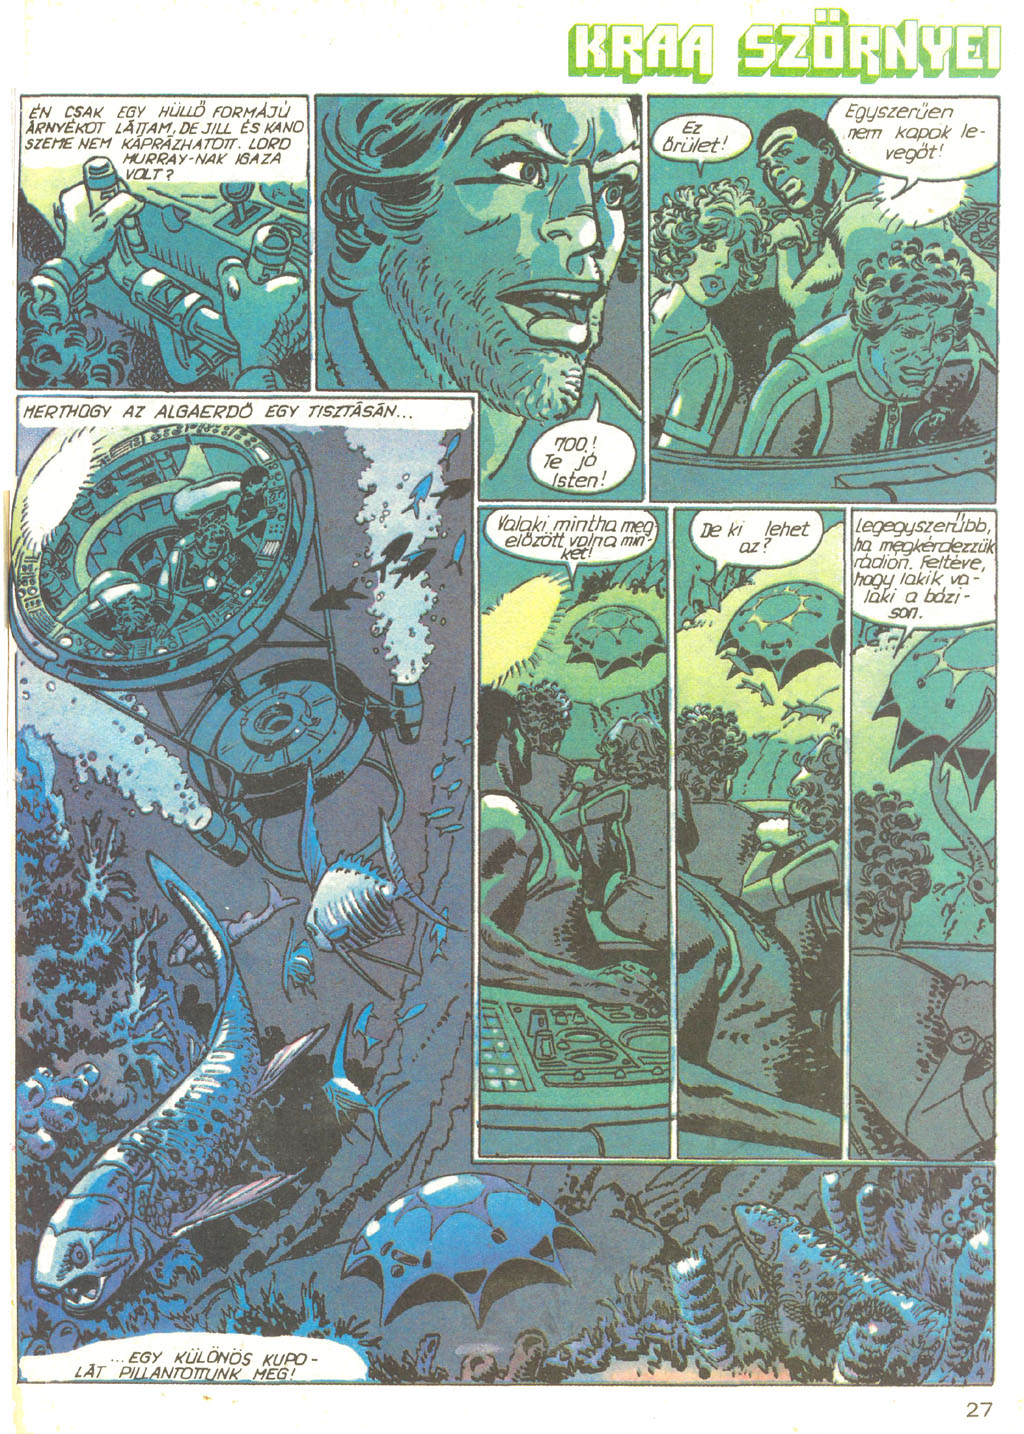 KRAA SZÖRNYEI
ÉN CSAK EGY HÜLLŐ FORMÁJÚ
ÁRNYÉKOT LÁTTAM, DE JILL ÉS KANO
SZEME NEM KÁPRÁZHATOTT. LORD
MURRAY-NAK IGAZA
VOLT?
700!
Te jó
Isten!
Ez
őrület!
Egyszerűen
nem kapok le-
vegőt!
MERTHOGY AZ ALGAERDŐ EGY TISZTÁSÁN...
Valaki mintha meg-
előzött volna min-
ket!
De ki lehet
az?
Legegyszerűbb,
ha megkérdezzük
rádión. Feltéve,
hogy lakik va-
laki a bázi-
son.
...EGY KÜLÖNÖS KUPO-
LÁT PILLANTOTTUNK MEG!
27